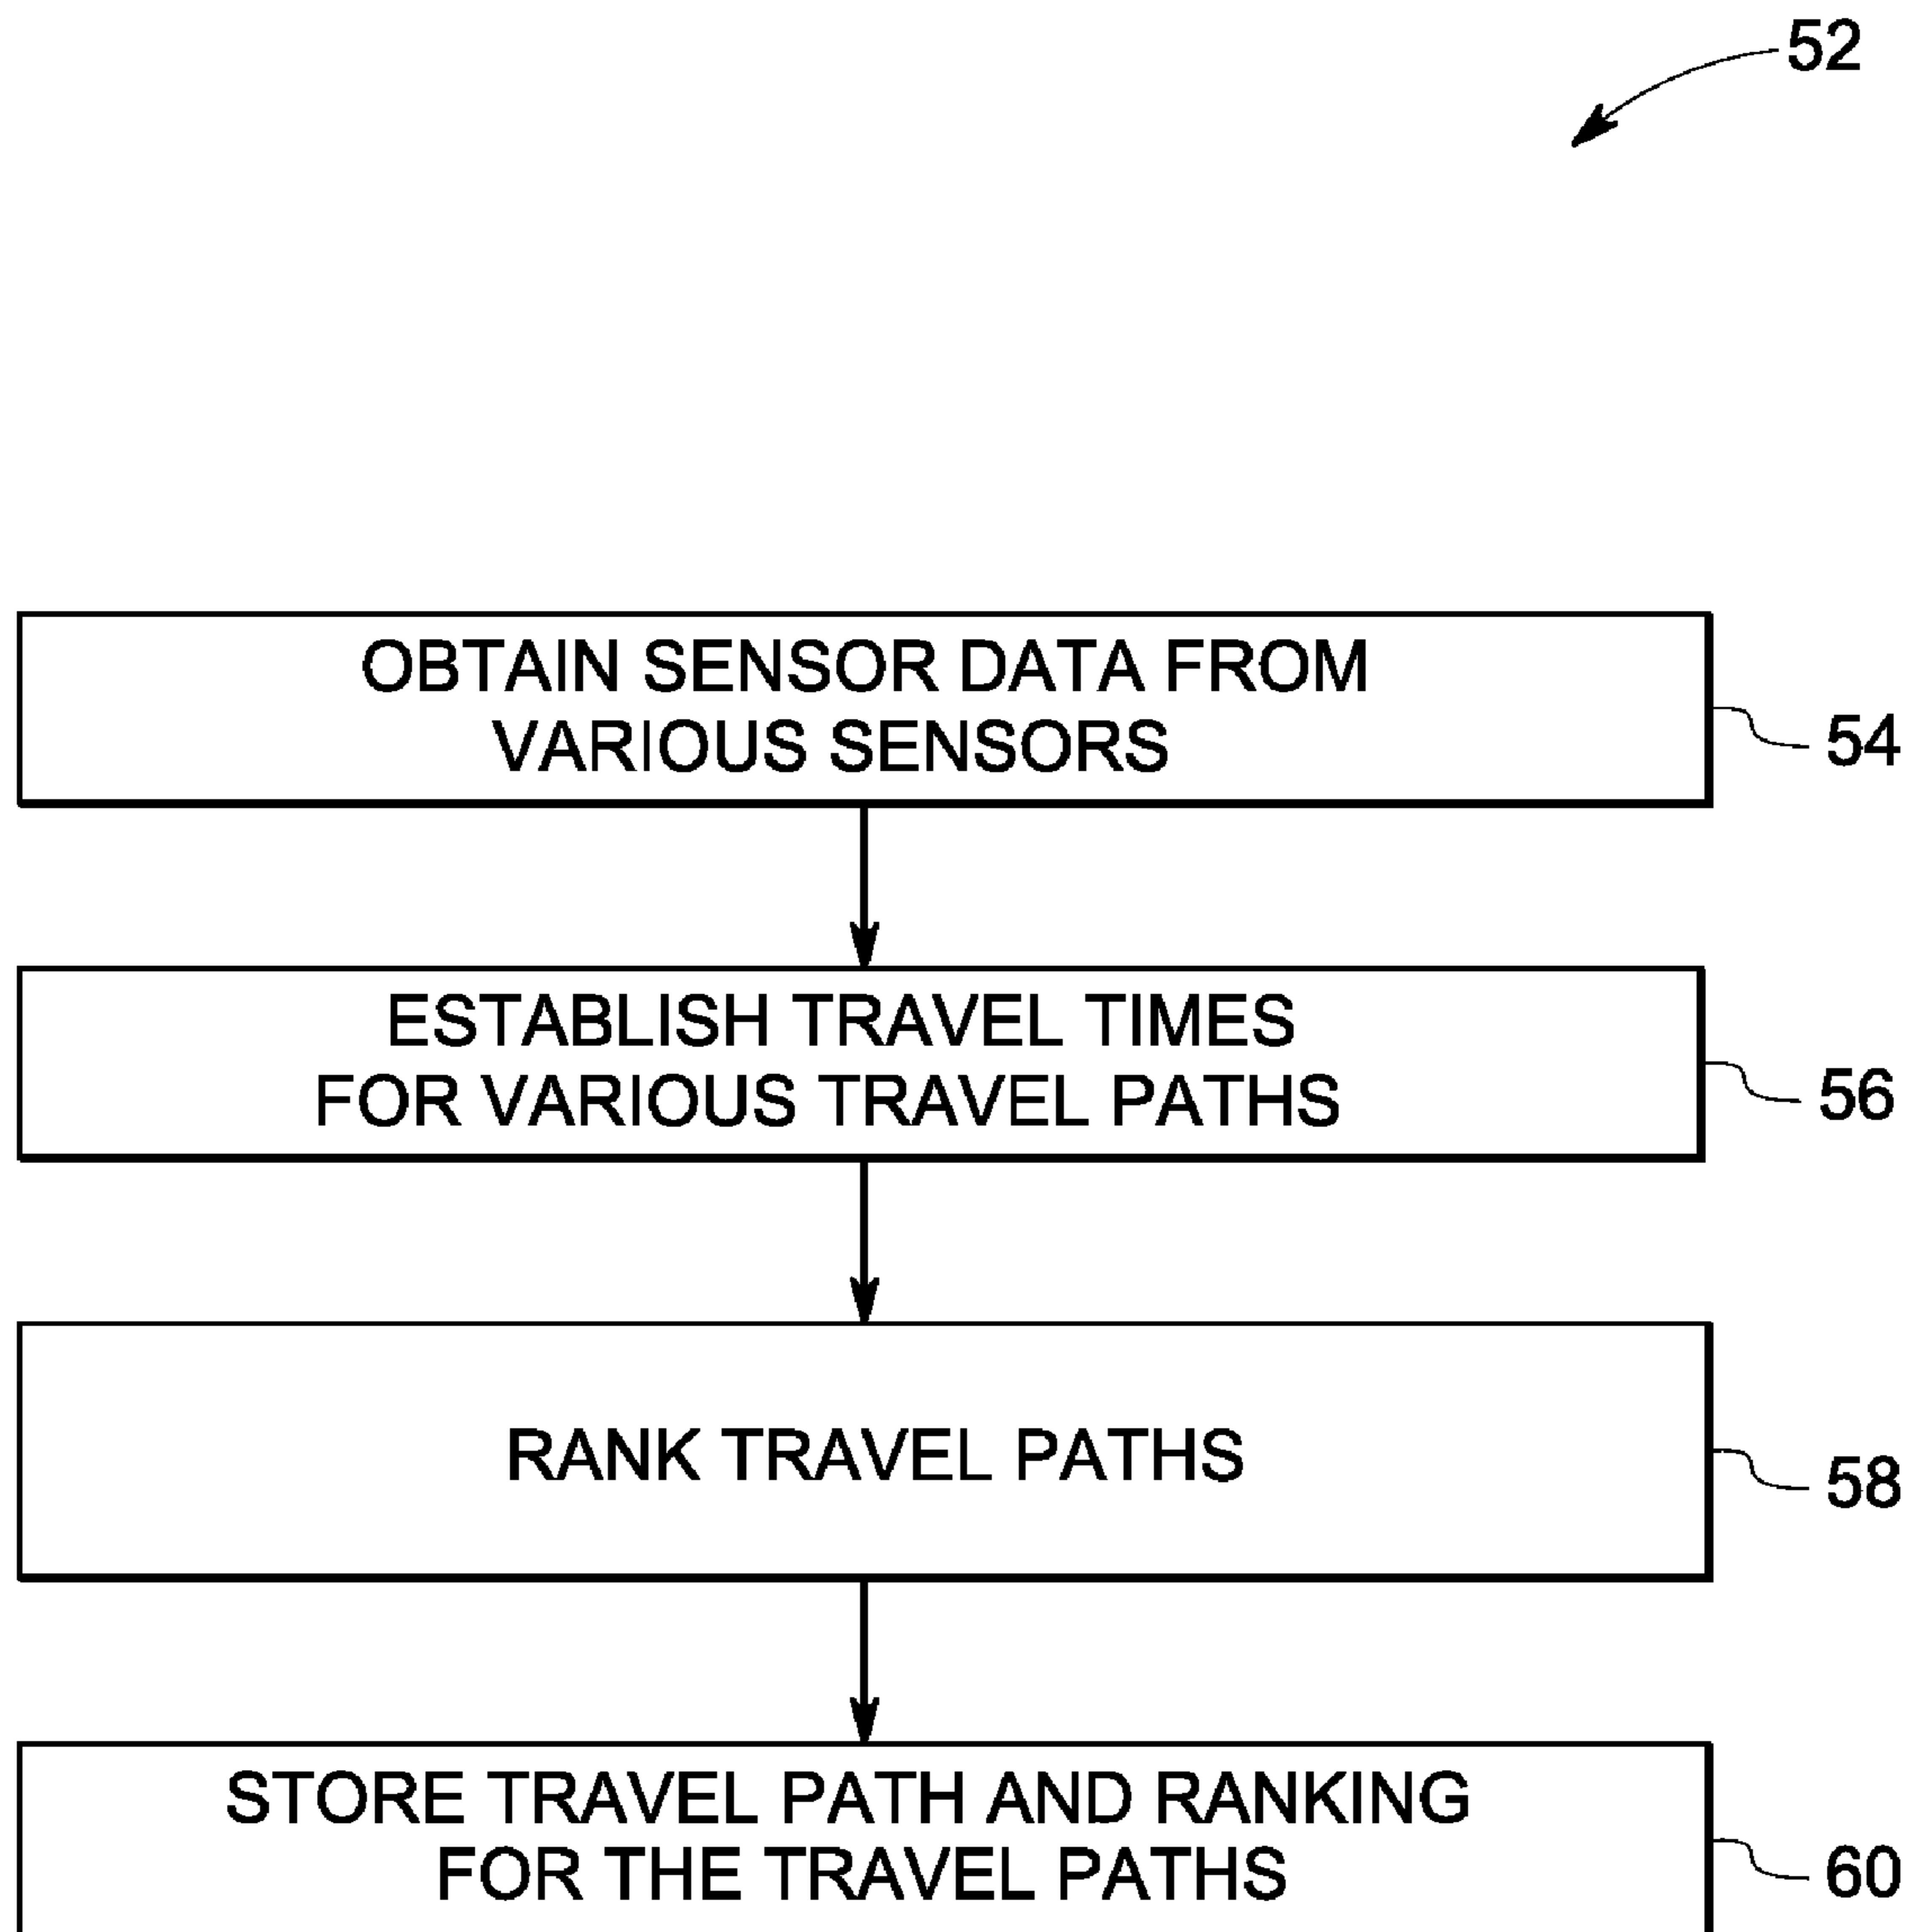 52
OBTAIN SENSOR DATA FROM
VARIOUS SENSORS
54
ESTABLISH TRAVEL TIMES
FOR VARIOUS TRAVEL PATHS
56
RANK TRAVEL PATHS
58
STORE TRAVEL PATH AND RANKING
FOR THE TRAVEL PATHS
60